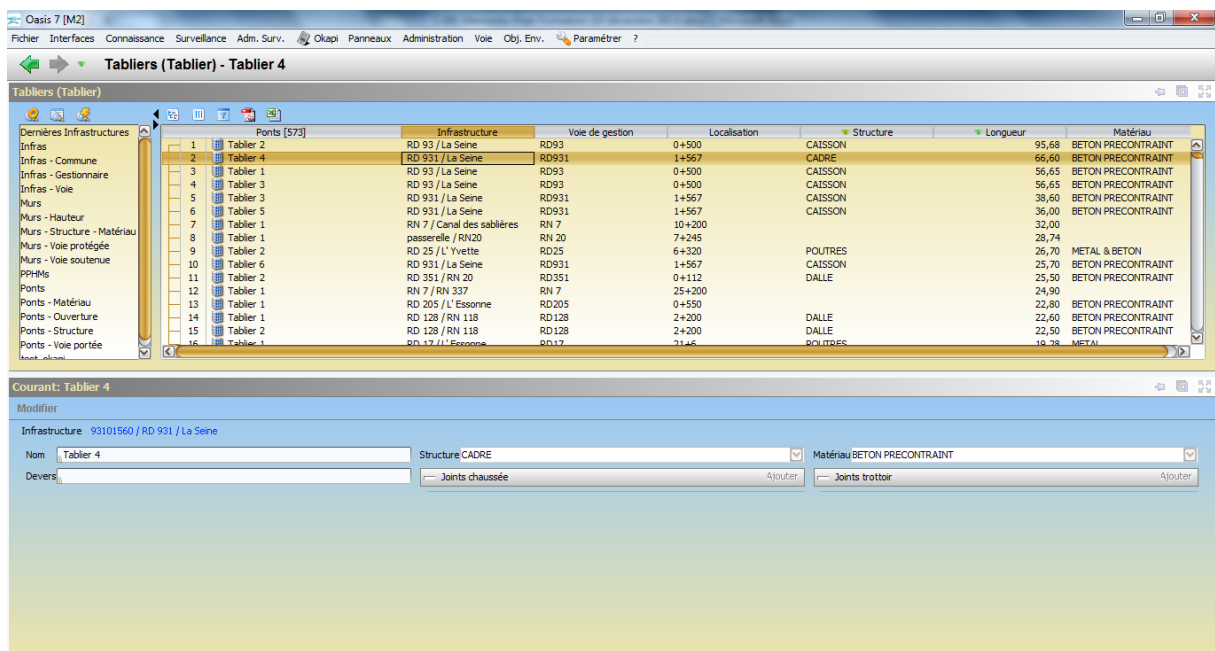 Oasis 7 [M2]
Fichier Interfaces Connaissance Surveillance Adm. Surv. Okapi Panneaux Administration Voie Obj. Env. Paramétrer ?
Tabliers (Tablier) - Tablier 4
Tabliers (Tablier)
Dernières Infrastructures
Infras
Infras - Commune
Infras - Gestionnaire
Infras - Voie
Murs
Murs - Hauteur
Murs - Structure - Matériau
Murs - Voie protégée
Murs - Voie soutenue
PPHMs
Ponts
Ponts - Matériau
Ponts - Ouverture
Ponts - Structure
Ponts - Voie portée
test okapi
Ponts [573] Infrastructure Voie de gestion Localisation Structure Longueur Matériau
1 Tablier 2 RD 93 / La Seine RD93 0+500 CAISSON 95,68 BETON PRECONTRAINT
2 Tablier 4 RD 931 / La Seine RD931 1+567 CADRE 66,60 BETON PRECONTRAINT
3 Tablier 1 RD 93 / La Seine RD93 0+500 CAISSON 56,65 BETON PRECONTRAINT
4 Tablier 3 RD 93 / La Seine RD93 0+500 CAISSON 56,65 BETON PRECONTRAINT
5 Tablier 3 RD 931 / La Seine RD931 1+567 CAISSON 38,60 BETON PRECONTRAINT
6 Tablier 5 RD 931 / La Seine RD931 1+567 CAISSON 36,00 BETON PRECONTRAINT
7 Tablier 1 RN 7 / Canal des sablières RN 7 10+200 32,00
8 Tablier 1 passerelle / RN20 RN 20 7+245 28,74
9 Tablier 2 RD 25 / L' Yvette RD25 6+320 POUTRES 26,70 METAL & BETON
10 Tablier 6 RD 931 / La Seine RD931 1+567 CAISSON 25,70 BETON PRECONTRAINT
11 Tablier 2 RD 351 / RN 20 RD351 0+112 DALLE 25,50 BETON PRECONTRAINT
12 Tablier 1 RN 7 / RN 337 RN 7 25+200 24,90
13 Tablier 1 RD 205 / L' Essonne RD205 0+550 22,80 BETON PRECONTRAINT
14 Tablier 1 RD 128 / RN 118 RD128 2+200 DALLE 22,60 BETON PRECONTRAINT
15 Tablier 2 RD 128 / RN 118 RD128 2+200 DALLE 22,50 BETON PRECONTRAINT
16 Tablier 1 RD 17 / L' Essonne RD17 21+6 POUTRES 19,28 METAL
Courant: Tablier 4
Modifier
Infrastructure 93101560 / RD 931 / La Seine
Nom Tablier 4 Structure CADRE Matériau BETON PRECONTRAINT
Devers Joints chaussée Ajouter Joints trottoir Ajouter